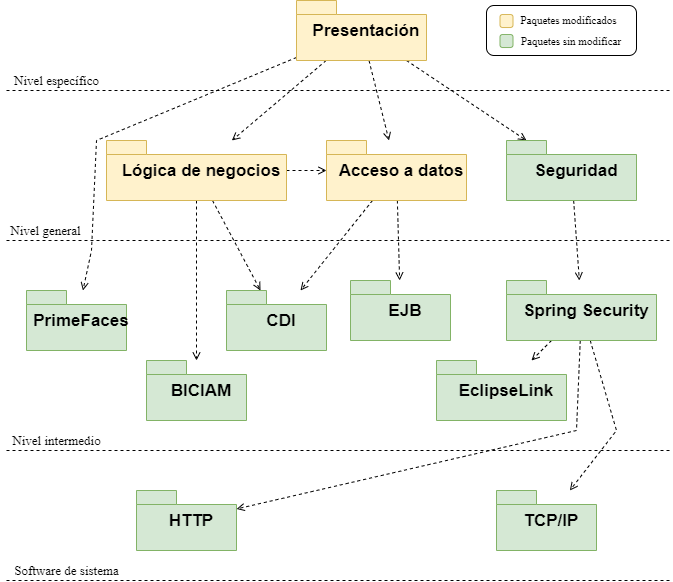 Presentación
Paquetes modificados
Paquetes sin modificar
Nivel específico
Lógica de negocios
Acceso a datos
Seguridad
Nivel general
PrimeFaces
CDI
EJB
Spring Security
BICIAM
EclipseLink
Nivel intermedio
HTTP
TCP/IP
Software de sistema